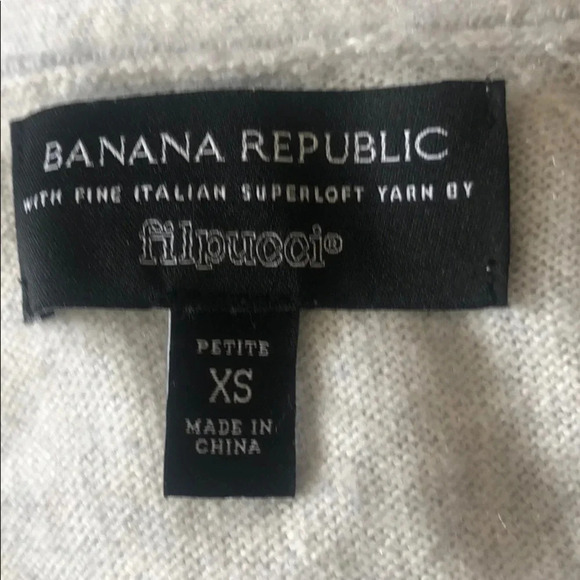 BANANA REPUBLIC
WITH FINE ITALIAN SUPERLOFT YARN BY
filpucci®
PETITE
XS
MADE IN
CHINA